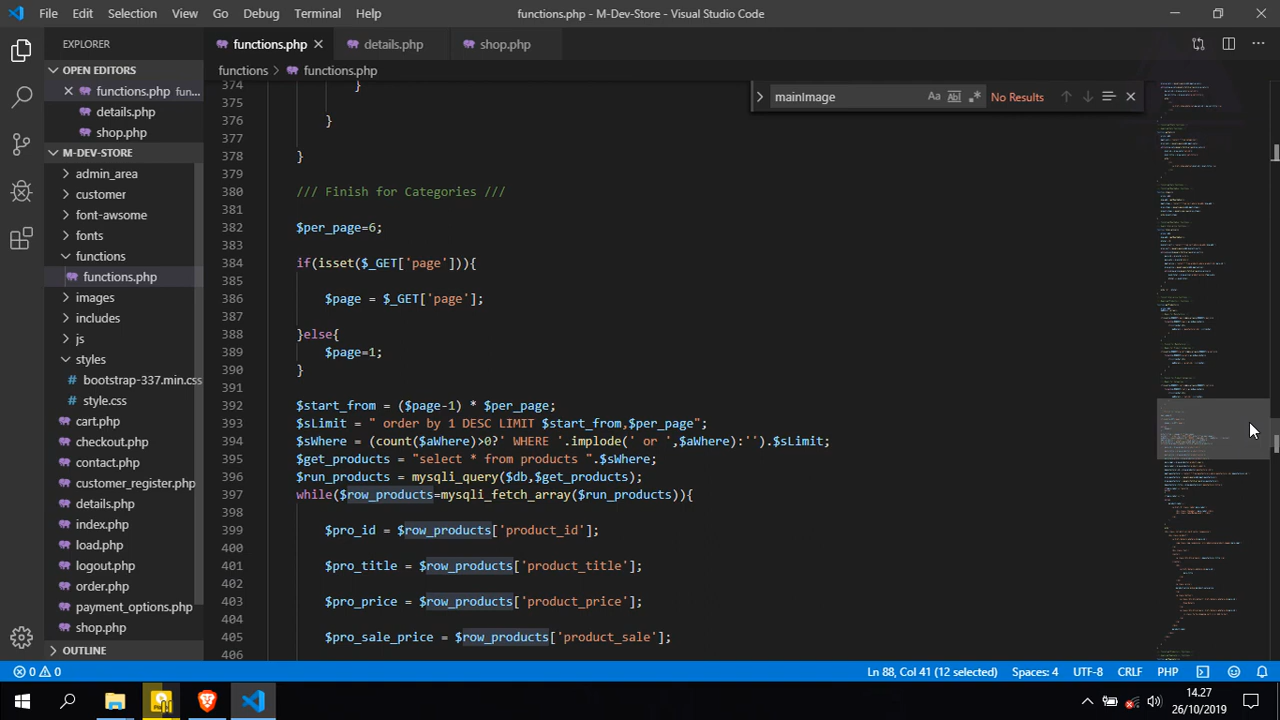 File Edit Selection View Go Debug Terminal Help
functions.php - M-Dev-Store - Visual Studio Code
EXPLORER
functions.php
details.php
shop.php
OPEN EDITORS
functions.php fun...
details.php
shop.php
M-DEV-STORE
admin_area
customer
font-awsome
fonts
functions
functions.php
images
includes
js
styles
bootstrap-337.min.css
style.css
cart.php
checkout.php
contact.php
customer_register.php
details.php
index.php
load.php
logout.php
order.php
payment_options.php
shop.php
OUTLINE
functions > functions.php
mainImage
No Results
374 }
375
376 }
377
378 }
379
380 /// Finish for Categories ///
381
382 $per_page=6;
383
384 if(isset($_GET['page'])){
385
386 $page = $_GET['page'];
387
388 }else{
389 $page=1;
390 }
391
392 $start_from = ($page-1) * $per_page;
393 $sLimit = " order by 1 DESC LIMIT $start_from,$per_page";
394 $sWhere = (count($aWhere)>0?' WHERE '.implode(' or ',$aWhere):'').$sLimit;
395 $get_products = "select * from products ".$sWhere;
396 $run_products = mysqli_query($db,$get_products);
397 while($row_products=mysqli_fetch_array($run_products)){
398
399 $pro_id = $row_products['product_id'];
400
401 $pro_title = $row_products['product_title'];
402
403 $pro_price = $row_products['product_price'];
404
405 $pro_sale_price = $row_products['product_sale'];
406
0 0
Ln 88, Col 41 (12 selected) Spaces: 4 UTF-8 CRLF PHP
14.27
26/10/2019